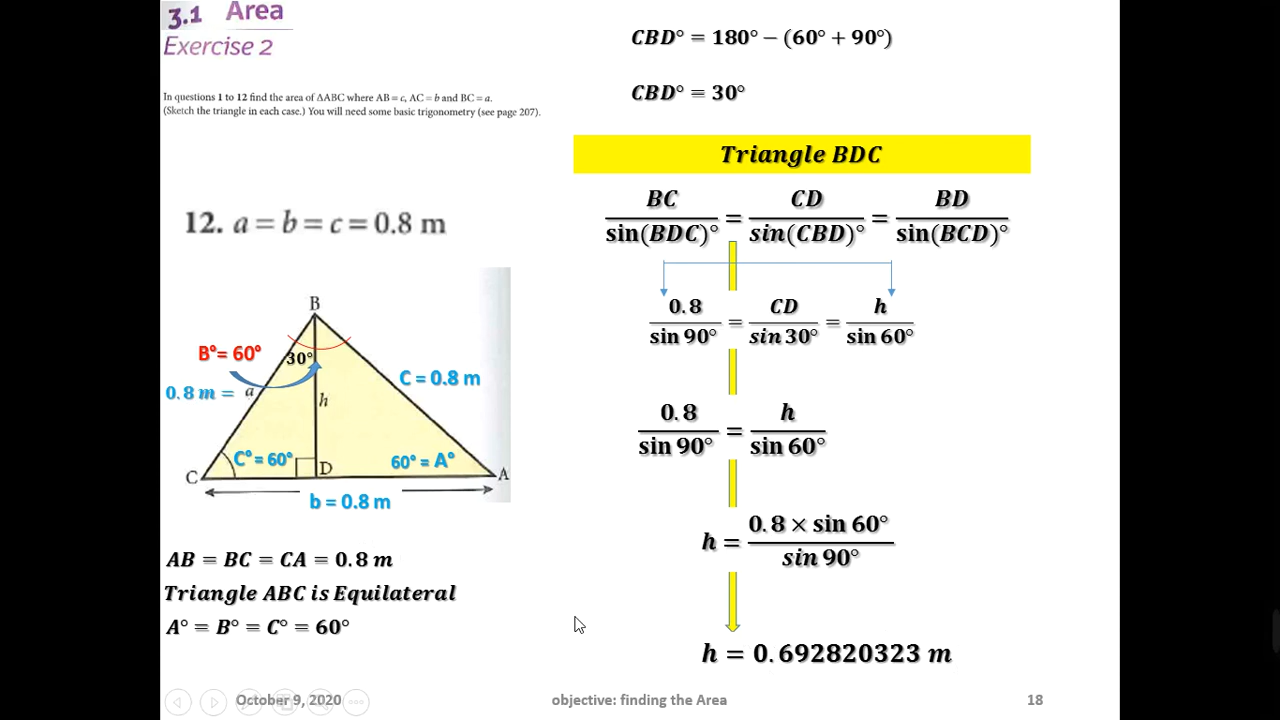 3.1 Area
Exercise 2
In questions 1 to 12 find the area of ΔABC where AB = c, AC = b and BC = a.
(Sketch the triangle in each case.) You will need some basic trigonometry (see page 207).
12. a = b = c = 0.8 m
B
B°= 60°
30°
C = 0.8 m
0.8 m = a
h
C°= 60°
D
60° = A°
C
A
b = 0.8 m
AB = BC = CA = 0.8 m
Triangle ABC is Equilateral
A° = B° = C° = 60°
CBD° = 180° − (60° + 90°)
CBD° = 30°
Triangle BDC
BC/sin(BDC)° = CD/sin(CBD)° = BD/sin(BCD)°
0.8/sin 90° = CD/sin 30° = h/sin 60°
0.8/sin 90° = h/sin 60°
h = 0.8 × sin 60°/sin 90°
h = 0.692820323 m
October 9, 2020
objective: finding the Area
18